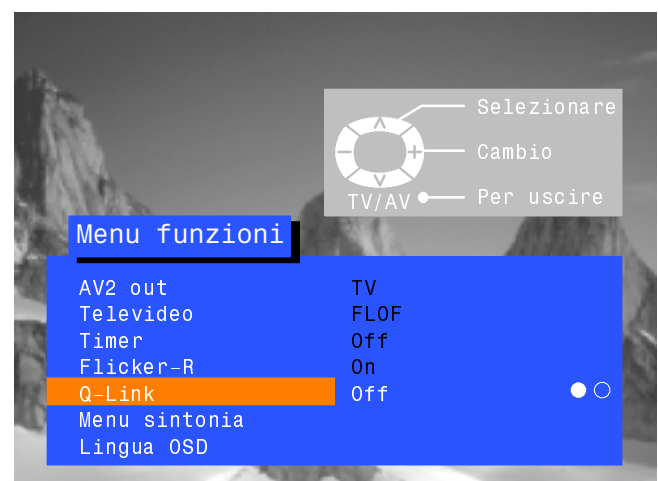 Selezionare
Cambio
TV/AV Per uscire
Menu funzioni
AV2 out TV
Televideo FLOF
Timer Off
Flicker-R On
Q-Link Off
Menu sintonia
Lingua OSD